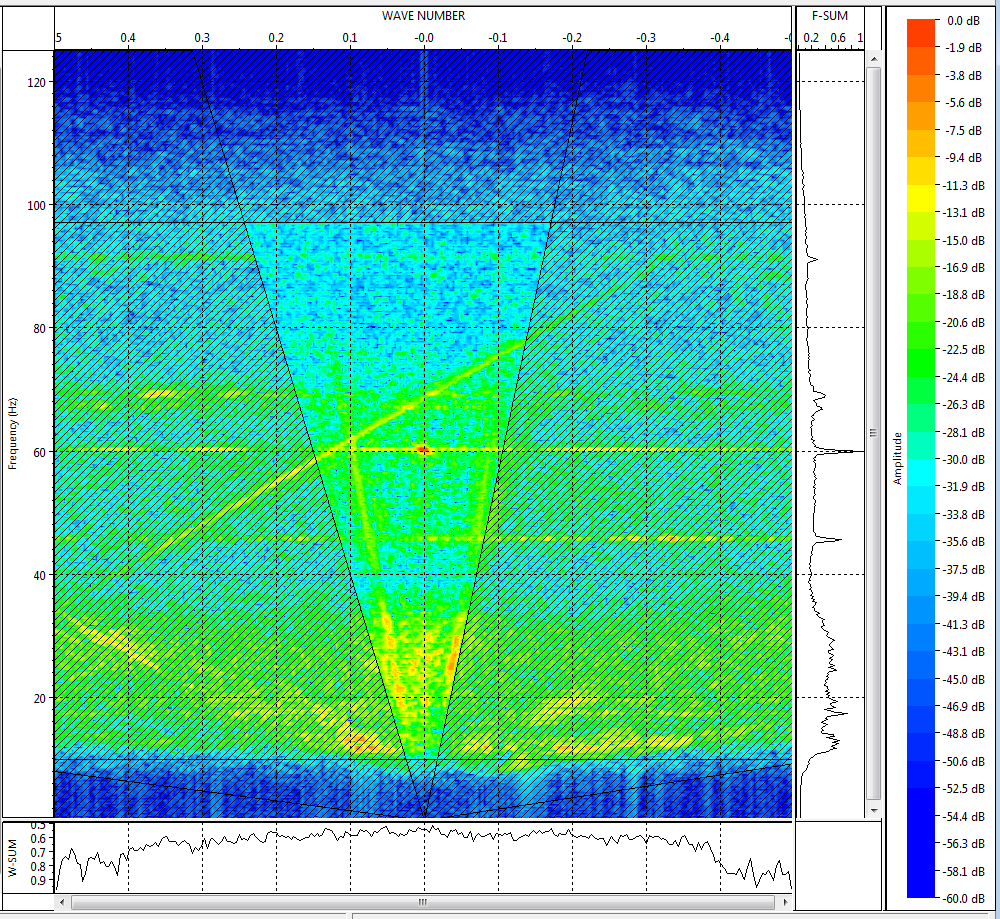 WAVE NUMBER
F-SUM
5 0.4 0.3 0.2 0.1 -0.0 -0.1 -0.2 -0.3 -0.4 -0
0.2 0.6 1
120
100
80
60
40
20
Frequency (Hz)
0.5
0.6
0.7
0.8
0.9
W-SUM
Amplitude
0.0 dB
-1.9 dB
-3.8 dB
-5.6 dB
-7.5 dB
-9.4 dB
-11.3 dB
-13.1 dB
-15.0 dB
-16.9 dB
-18.8 dB
-20.6 dB
-22.5 dB
-24.4 dB
-26.3 dB
-28.1 dB
-30.0 dB
-31.9 dB
-33.8 dB
-35.6 dB
-37.5 dB
-39.4 dB
-41.3 dB
-43.1 dB
-45.0 dB
-46.9 dB
-48.8 dB
-50.6 dB
-52.5 dB
-54.4 dB
-56.3 dB
-58.1 dB
-60.0 dB